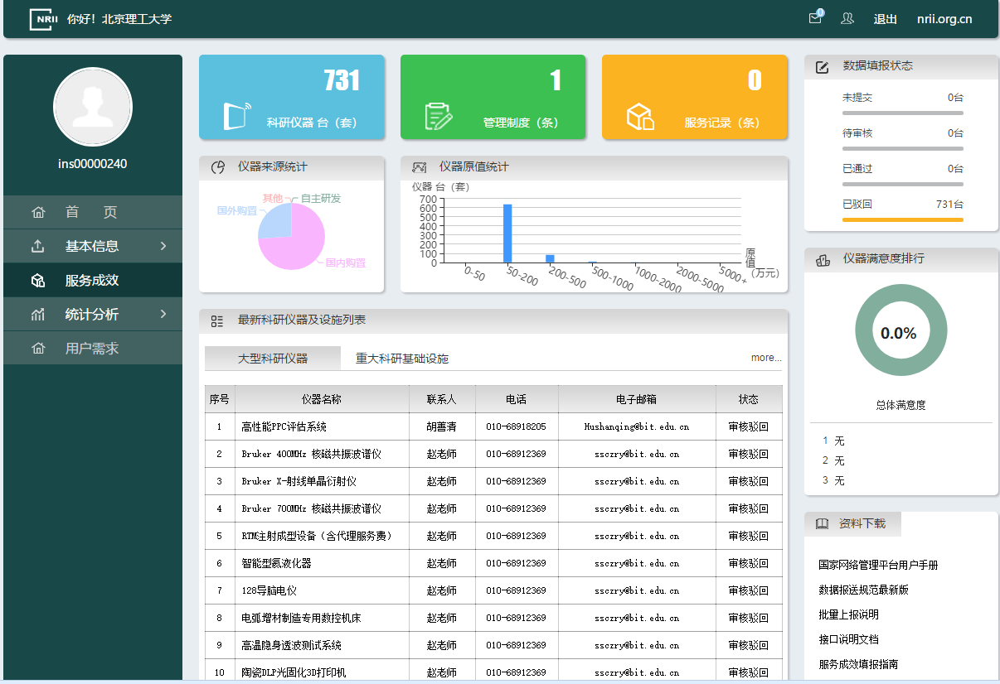 NRII 你好！北京理工大学
0
退出 nrii.org.cn
ins00000240
首 页
基本信息
服务成效
统计分析
用户需求
731
科研仪器 台（套）
1
管理制度（条）
0
服务记录（条）
仪器来源统计
其他
自主研发
国外购置
国内购置
仪器原值统计
仪器 台（套）
700
600
500
400
300
200
100
0
0-50
50-200
200-500
500-1000
1000-2000
2000-5000
5000+
原值（万元）
最新科研仪器及设施列表
大型科研仪器 重大科研基础设施 more...
序号 仪器名称 联系人 电话 电子邮箱 状态
1 高性能PPC评估系统 胡善清 010-68918205 Hushanqing@bit.edu.cn 审核驳回
2 Bruker 400MHz 核磁共振波谱仪 赵老师 010-68912369 ssczry@bit.edu.cn 审核驳回
3 Bruker X-射线单晶衍射仪 赵老师 010-68912369 ssczry@bit.edu.cn 审核驳回
4 Bruker 700MHz 核磁共振波谱仪 赵老师 010-68912369 ssczry@bit.edu.cn 审核驳回
5 RTM注射成型设备（含代理服务费） 赵老师 010-68912369 ssczry@bit.edu.cn 审核驳回
6 智能型氦液化器 赵老师 010-68912369 ssczry@bit.edu.cn 审核驳回
7 128导脑电仪 赵老师 010-68912369 ssczry@bit.edu.cn 审核驳回
8 电弧增材制造专用数控机床 赵老师 010-68912369 ssczry@bit.edu.cn 审核驳回
9 高温隐身透波测试系统 赵老师 010-68912369 ssczry@bit.edu.cn 审核驳回
10 陶瓷DLP光固化3D打印机 赵老师 010-68912369 ssczry@bit.edu.cn 审核驳回
数据填报状态
未提交 0台
待审核 0台
已通过 0台
已驳回 731台
仪器满意度排行
0.0%
总体满意度
1 无
2 无
3 无
资料下载
国家网络管理平台用户手册
数据报送规范最新版
批量上报说明
接口说明文档
服务成效填报指南